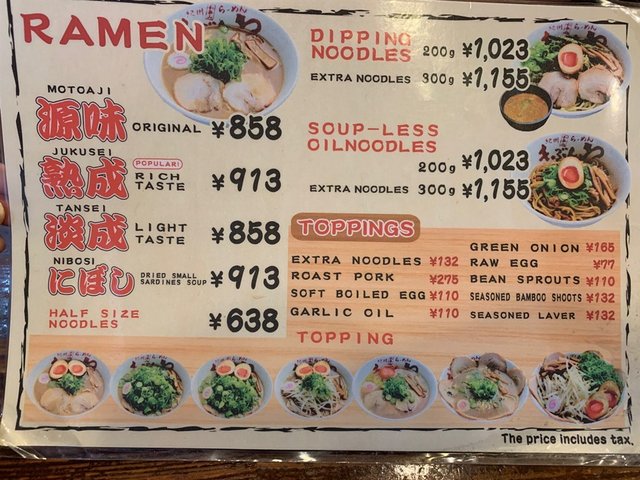 RAMEN
MOTOAJI
源味 ORIGINAL ¥858
JUKUSEI
熟成 POPULAR! RICH TASTE ¥913
TANSEI
淡成 LIGHT TASTE ¥858
NIBOSI
にぼし DRIED SMALL SARDINES SOUP ¥913
HALF SIZE NOODLES ¥638
DIPPING NOODLES 200g ¥1,023
EXTRA NOODLES 300g ¥1,155
SOUP-LESS OILNOODLES
200g ¥1,023
EXTRA NOODLES 300g ¥1,155
TOPPINGS
EXTRA NOODLES ¥132
ROAST PORK ¥275
SOFT BOILED EGG ¥110
GARLIC OIL ¥110
GREEN ONION ¥165
RAW EGG ¥77
BEAN SPROUTS ¥110
SEASONED BAMBOO SHOOTS ¥132
SEASONED LAVER ¥132
TOPPING
The price includes tax.